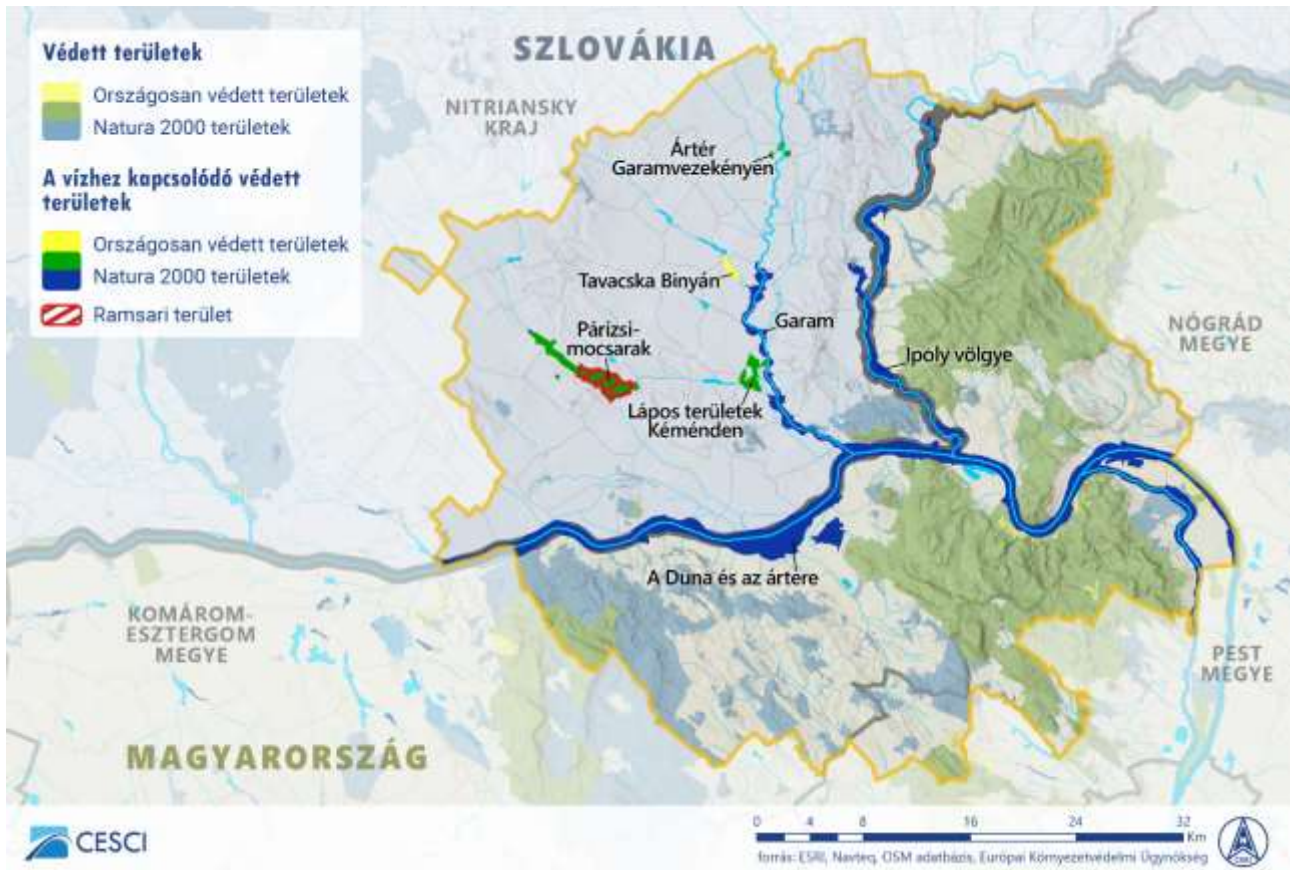 Védett területek
Országosan védett területek
Natura 2000 területek
A vízhez kapcsolódó védett
területek
Országosan védett területek
Natura 2000 területek
Ramsari terület
SZLOVÁKIA
NITRIANSKY
KRAJ
Ártér
Garamvezekényen
Tavacska Binyán
Párizsi-
mocsarak
Garam
Ipoly völgye
NÓGRÁD
MEGYE
Lápos területek
Kéménden
A Duna és az ártere
KOMÁROM-
ESZTERGOM
MEGYE
PEST
MEGYE
MAGYARORSZÁG
CESCI
0 4 8 16 24 32
Km
forrás: ESRI, Navteq, OSM adatbázis, Európai Környezetvédelmi Ügynökség